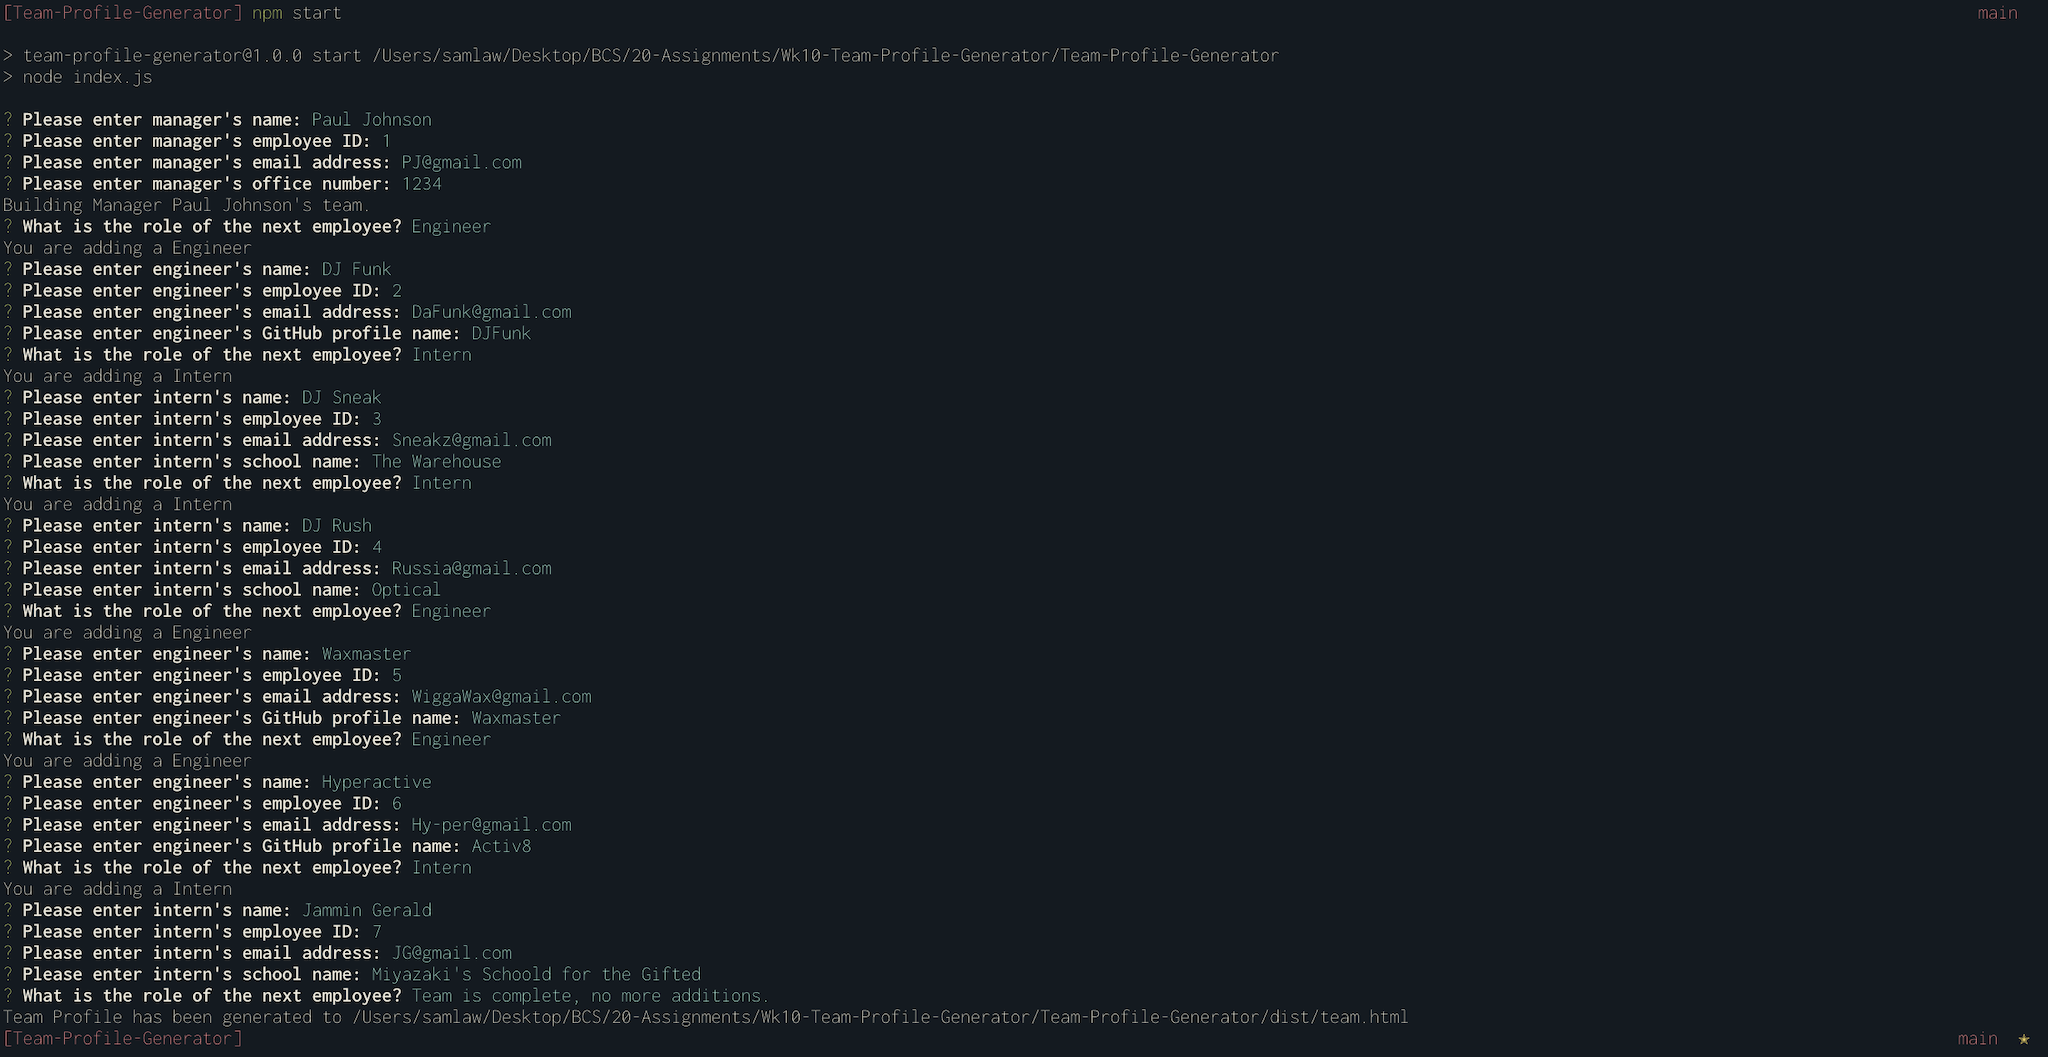 [Team-Profile-Generator] npm start main
> team-profile-generator@1.0.0 start /Users/samlaw/Desktop/BCS/20-Assignments/Wk10-Team-Profile-Generator/Team-Profile-Generator
> node index.js
? Please enter manager's name: Paul Johnson
? Please enter manager's employee ID: 1
? Please enter manager's email address: PJ@gmail.com
? Please enter manager's office number: 1234
Building Manager Paul Johnson's team.
? What is the role of the next employee? Engineer
You are adding a Engineer
? Please enter engineer's name: DJ Funk
? Please enter engineer's employee ID: 2
? Please enter engineer's email address: DaFunk@gmail.com
? Please enter engineer's GitHub profile name: DJFunk
? What is the role of the next employee? Intern
You are adding a Intern
? Please enter intern's name: DJ Sneak
? Please enter intern's employee ID: 3
? Please enter intern's email address: Sneakz@gmail.com
? Please enter intern's school name: The Warehouse
? What is the role of the next employee? Intern
You are adding a Intern
? Please enter intern's name: DJ Rush
? Please enter intern's employee ID: 4
? Please enter intern's email address: Russia@gmail.com
? Please enter intern's school name: Optical
? What is the role of the next employee? Engineer
You are adding a Engineer
? Please enter engineer's name: Waxmaster
? Please enter engineer's employee ID: 5
? Please enter engineer's email address: WiggaWax@gmail.com
? Please enter engineer's GitHub profile name: Waxmaster
? What is the role of the next employee? Engineer
You are adding a Engineer
? Please enter engineer's name: Hyperactive
? Please enter engineer's employee ID: 6
? Please enter engineer's email address: Hy-per@gmail.com
? Please enter engineer's GitHub profile name: Activ8
? What is the role of the next employee? Intern
You are adding a Intern
? Please enter intern's name: Jammin Gerald
? Please enter intern's employee ID: 7
? Please enter intern's email address: JG@gmail.com
? Please enter intern's school name: Miyazaki's Schoold for the Gifted
? What is the role of the next employee? Team is complete, no more additions.
Team Profile has been generated to /Users/samlaw/Desktop/BCS/20-Assignments/Wk10-Team-Profile-Generator/Team-Profile-Generator/dist/team.html
[Team-Profile-Generator] main ★